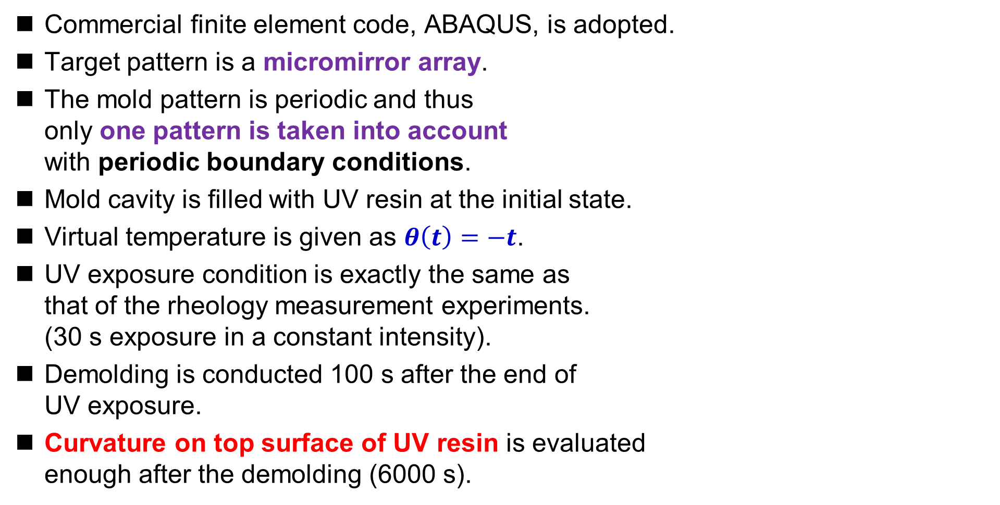 ■ Commercial finite element code, ABAQUS, is adopted.
■ Target pattern is a micromirror array.
■ The mold pattern is periodic and thus
only one pattern is taken into account
with periodic boundary conditions.
■ Mold cavity is filled with UV resin at the initial state.
■ Virtual temperature is given as θ(t) = −t.
■ UV exposure condition is exactly the same as
that of the rheology measurement experiments.
(30 s exposure in a constant intensity).
■ Demolding is conducted 100 s after the end of
UV exposure.
■ Curvature on top surface of UV resin is evaluated
enough after the demolding (6000 s).